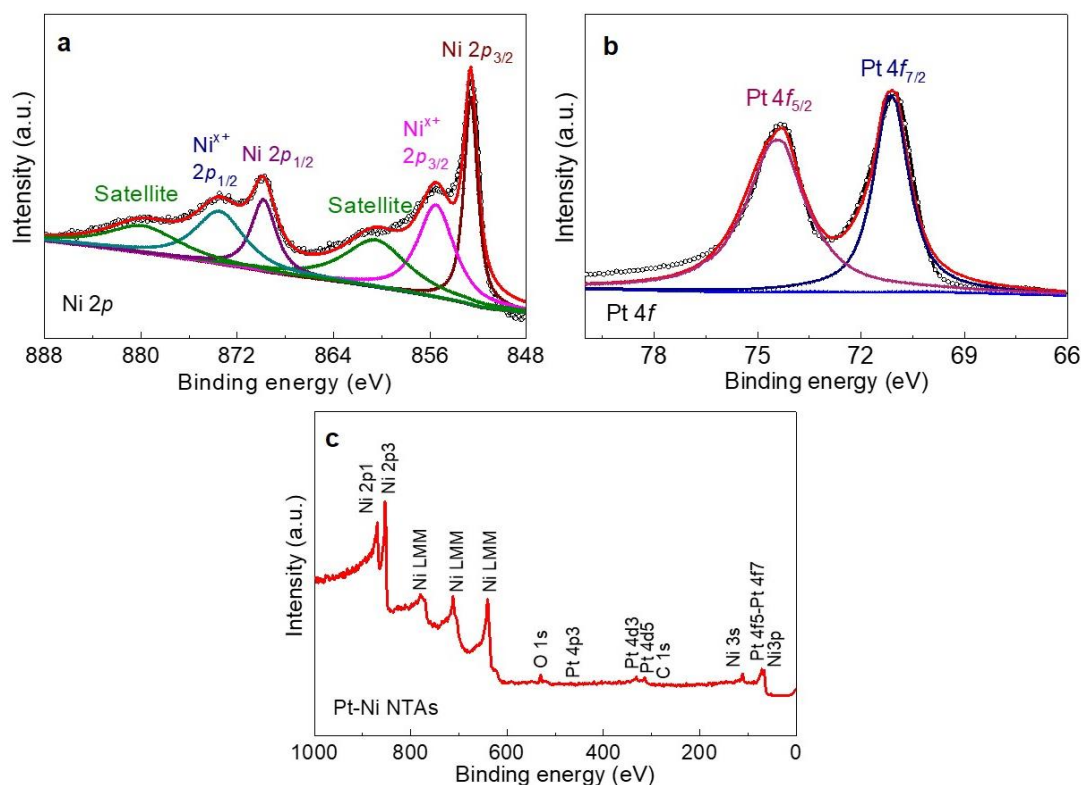 a
Ni 2p3/2
Nix+
2p3/2
Nix+
2p1/2
Ni 2p1/2
Satellite
Satellite
Ni 2p
Intensity (a.u.)
888 880 872 864 856 848
Binding energy (eV)
b
Pt 4f7/2
Pt 4f5/2
Pt 4f
Intensity (a.u.)
78 75 72 69 66
Binding energy (eV)
c
Ni 2p1
Ni 2p3
Ni LMM
Ni LMM
Ni LMM
O 1s
Pt 4p3
Pt 4d3
Pt 4d5
C 1s
Ni 3s
Pt 4f5-Pt 4f7
Ni3p
Pt-Ni NTAs
Intensity (a.u.)
1000 800 600 400 200 0
Binding energy (eV)